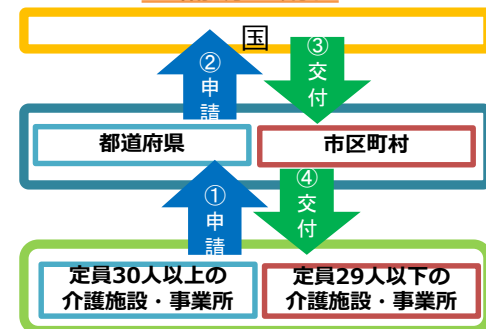 国
②
申
請
③
交
付
都道府県
市区町村
①
申
請
④
交
付
定員30人以上の
介護施設・事業所
定員29人以下の
介護施設・事業所